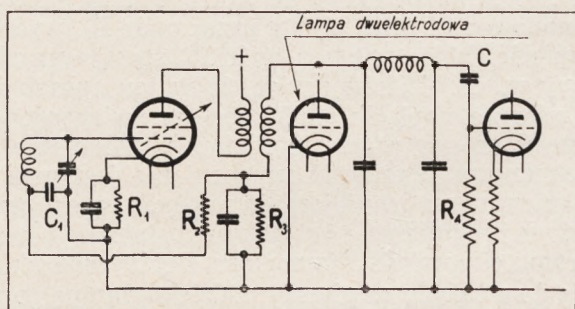 Lampa dwuelektrodowa
+
C
C1
R1
R2
R3
R4
—